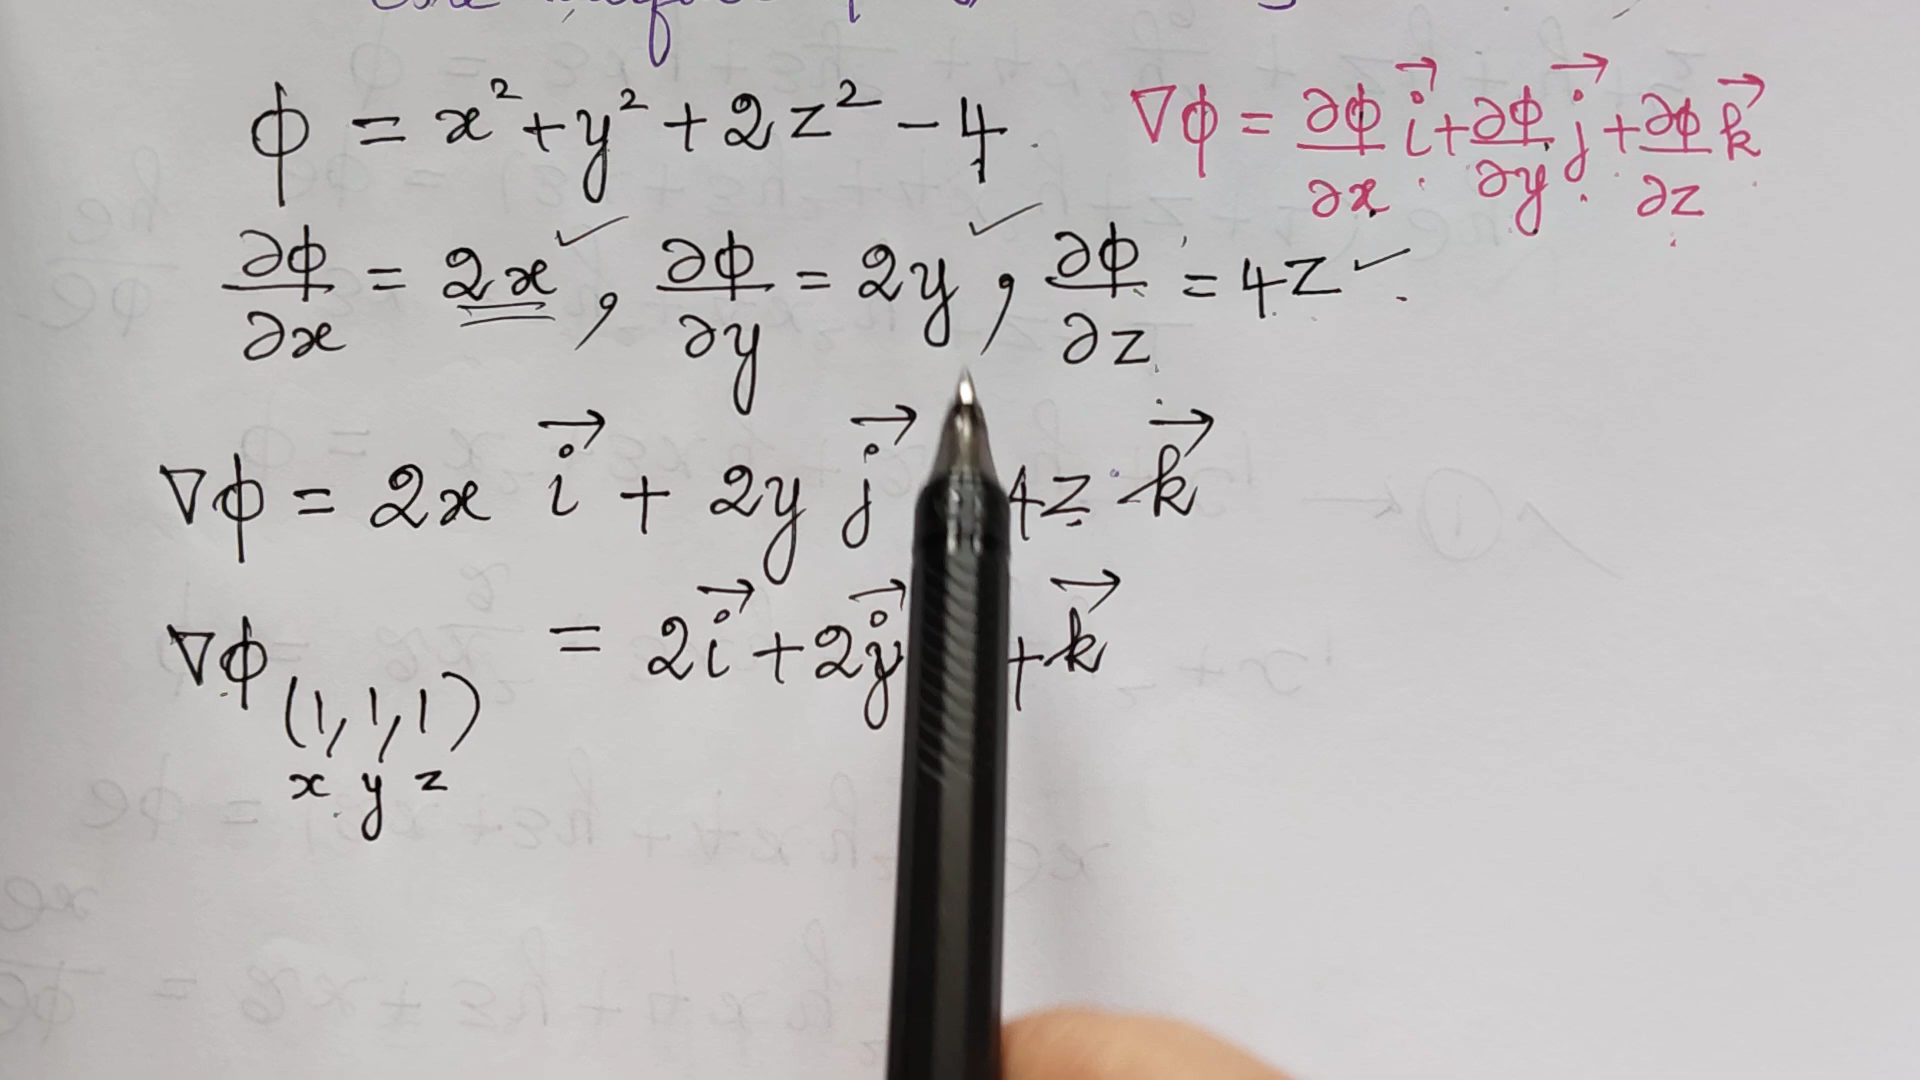 ϕ = x² + y² + 2z² - 4
∇ϕ = ∂ϕ/∂x i⃗ + ∂ϕ/∂y j⃗ + ∂ϕ/∂z k⃗
∂ϕ/∂x = 2x ✓, ∂ϕ/∂y = 2y ✓, ∂ϕ/∂z = 4z ✓
∇ϕ = 2x i⃗ + 2y j⃗ 4z k⃗
∇ϕ(1,1,1) = 2i⃗ + 2j⃗ + k⃗
x y z